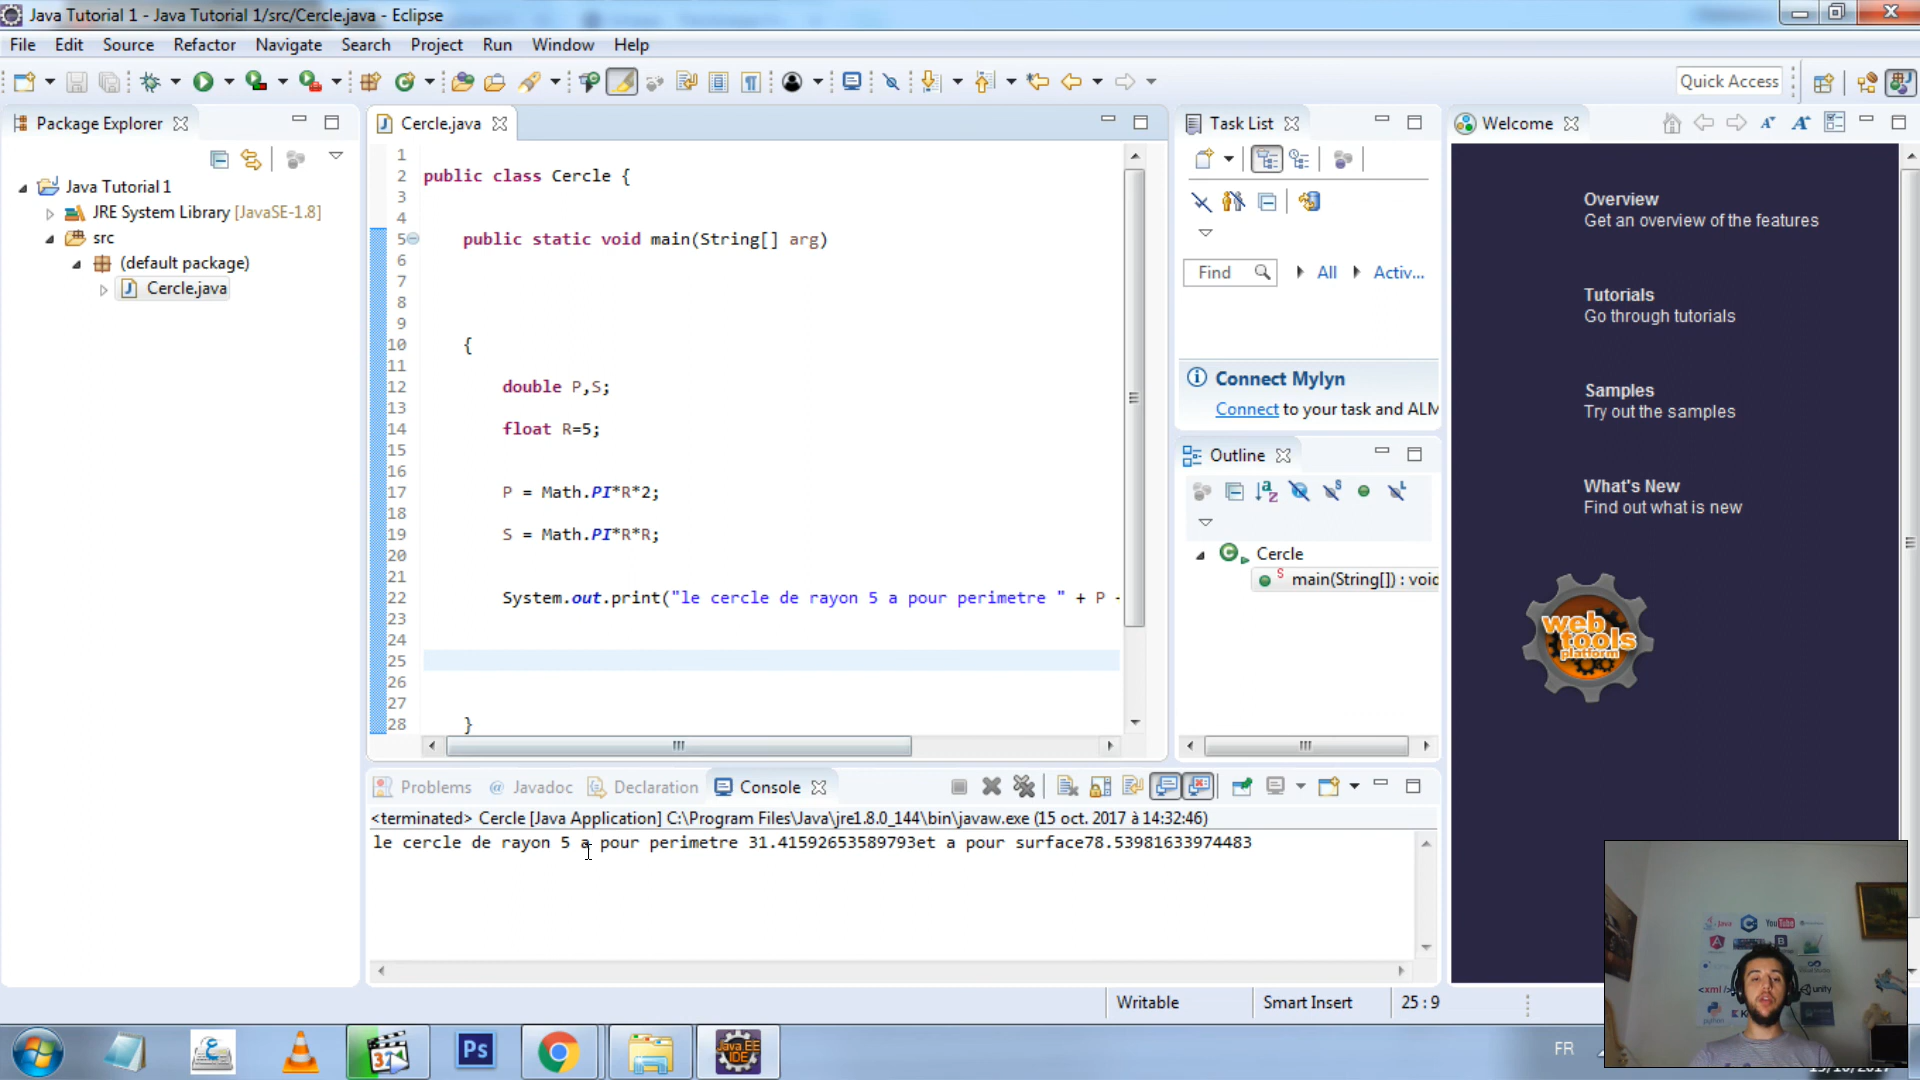 Java Tutorial 1 - Java Tutorial 1/src/Cercle.java - Eclipse
File Edit Source Refactor Navigate Search Project Run Window Help
Quick Access
Package Explorer
Java Tutorial 1
JRE System Library [JavaSE-1.8]
src
(default package)
Cercle.java
Cercle.java
1
2 public class Cercle {
3
4
5 public static void main(String[] arg)
6
7
8
9
10 {
11
12 double P,S;
13
14 float R=5;
15
16
17 P = Math.PI*R*2;
18
19 S = Math.PI*R*R;
20
21
22 System.out.print("le cercle de rayon 5 a pour perimetre " + P
23
24
25
26
27
28 }
Task List
Find All Activ...
Connect Mylyn
Connect to your task and ALM
Outline
Cercle
main(String[]) : void
Welcome
Overview
Get an overview of the features
Tutorials
Go through tutorials
Samples
Try out the samples
What's New
Find out what is new
web
tools
platform
Problems @ Javadoc Declaration Console
<terminated> Cercle [Java Application] C:\Program Files\Java\jre1.8.0_144\bin\javaw.exe (15 oct. 2017 à 14:32:46)
le cercle de rayon 5 a pour perimetre 31.41592653589793et a pour surface78.53981633974483
Writable Smart Insert 25 : 9
Java
YouTube
<xml/>
unity
python
Ps
Java EE
IDE
FR